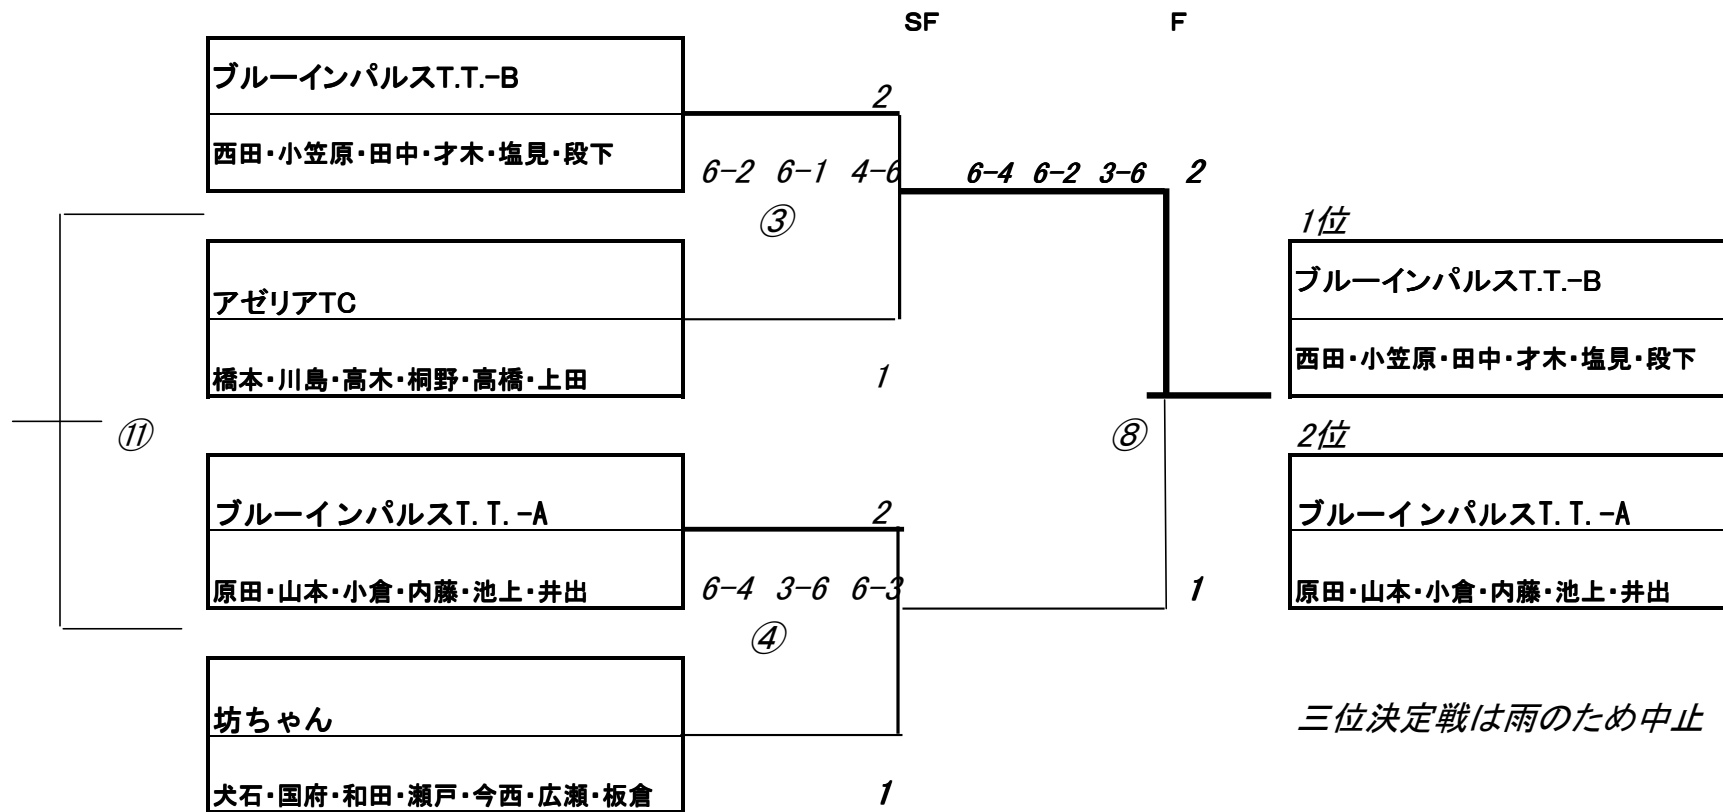 SF F
ブルーインパルスT.T.-B
2
西田・小笠原・田中・才木・塩見・段下
6-2 6-1 4-6
6-4 6-2 3-6 2
③
1位
アゼリアTC
ブルーインパルスT.T.-B
橋本・川島・高木・桐野・高橋・上田
1
西田・小笠原・田中・才木・塩見・段下
⑪
⑧
2位
ブルーインパルスT.T.-A
2
ブルーインパルスT.T.-A
原田・山本・小倉・内藤・池上・井出
6-4 3-6 6-3
1
原田・山本・小倉・内藤・池上・井出
④
坊ちゃん
三位決定戦は雨のため中止
犬石・国府・和田・瀬戸・今西・広瀬・板倉
1